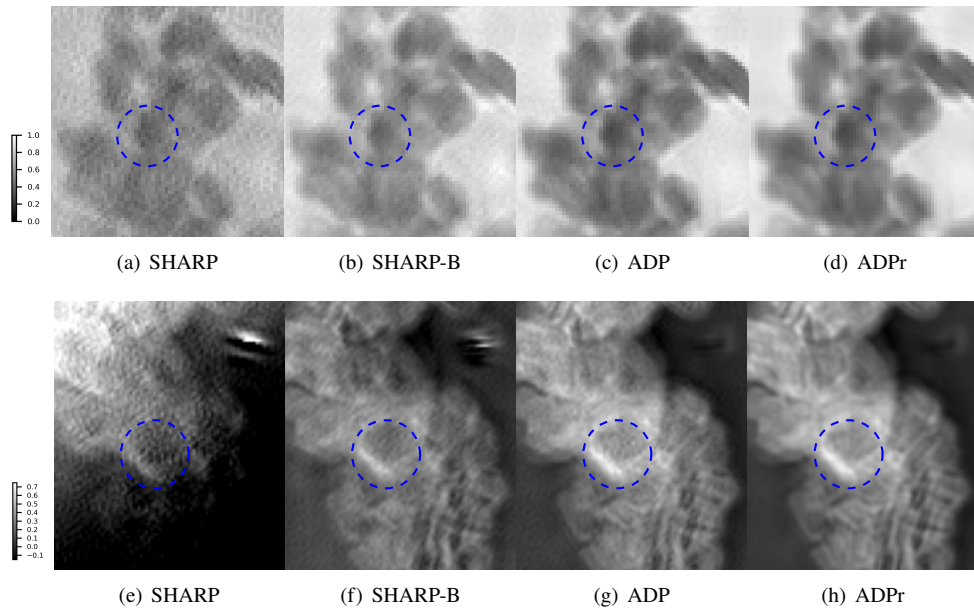 1.0
0.8
0.6
0.4
0.2
0.0
(a) SHARP
(b) SHARP-B
(c) ADP
(d) ADPr
0.7
0.6
0.5
0.4
0.3
0.2
0.1
0.0
−0.1
(e) SHARP
(f) SHARP-B
(g) ADP
(h) ADPr